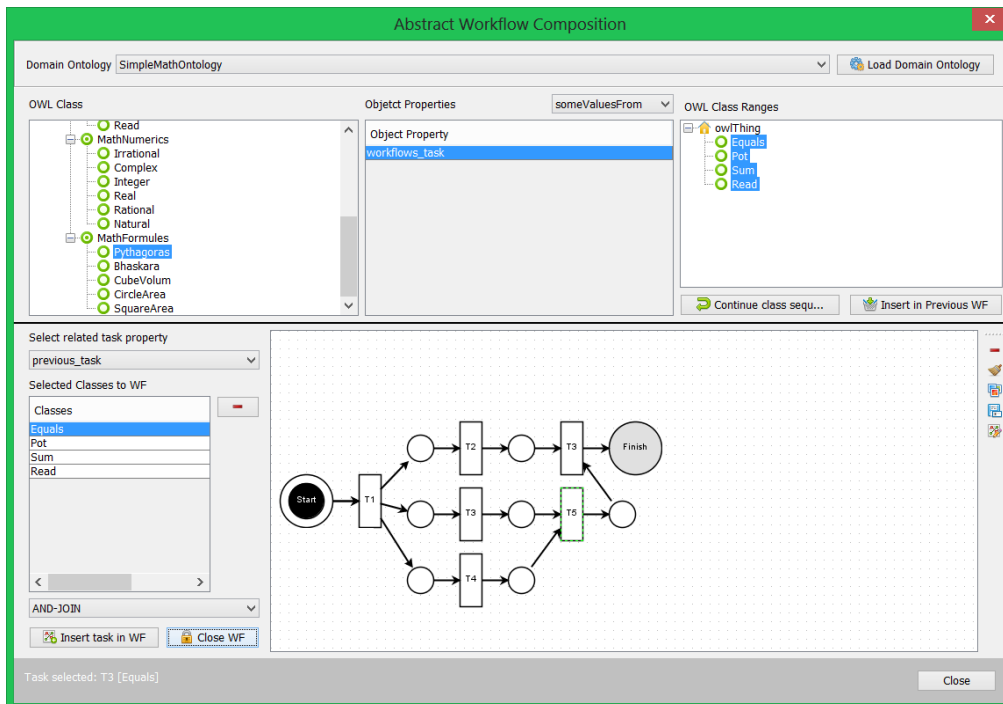 Abstract Workflow Composition
Domain Ontology SimpleMathOntology Load Domain Ontology
OWL Class
Objetct Properties someValuesFrom
OWL Class Ranges
Read
MathNumerics
Irrational
Complex
Integer
Real
Rational
Natural
MathFormules
Pythagoras
Bhaskara
CubeVolum
CircleArea
SquareArea
Object Property
workflows_task
owlThing
Equals
Pot
Sum
Read
Continue class sequ... Insert in Previous WF
Select related task property
previous_task
Selected Classes to WF
Classes
Equals
Pot
Sum
Read
AND-JOIN
Insert task in WF Close WF
T2 T3 Finish
Start T1 T3 T5
T4
Task selected: T3 [Equals] Close